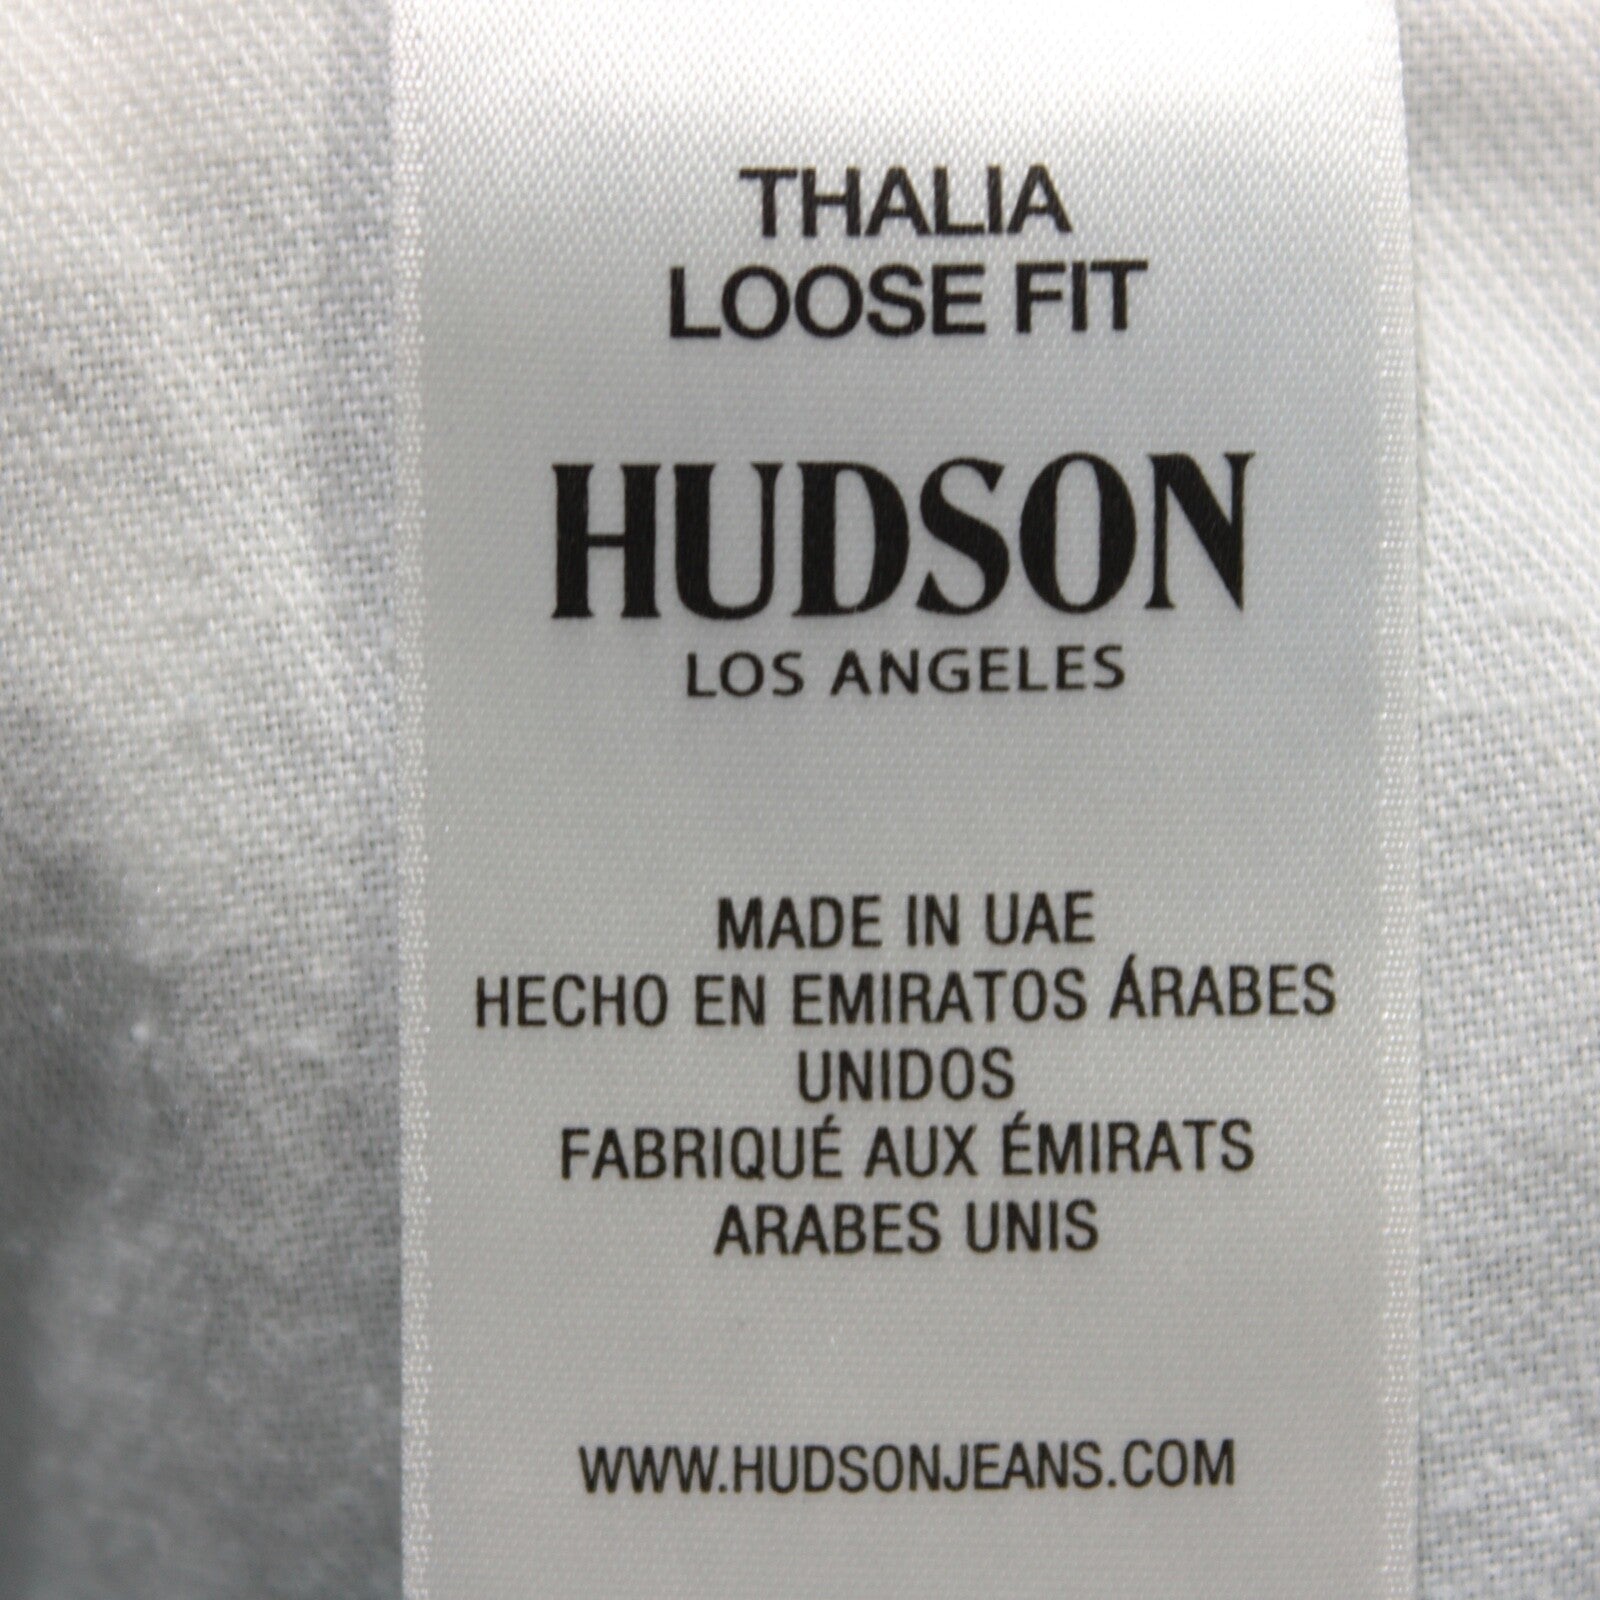 THALIA
LOOSE FIT
HUDSON
LOS ANGELES
MADE IN UAE
HECHO EN EMIRATOS ÁRABES
UNIDOS
FABRIQUÉ AUX ÉMIRATS
ARABES UNIS
WWW.HUDSONJEANS.COM